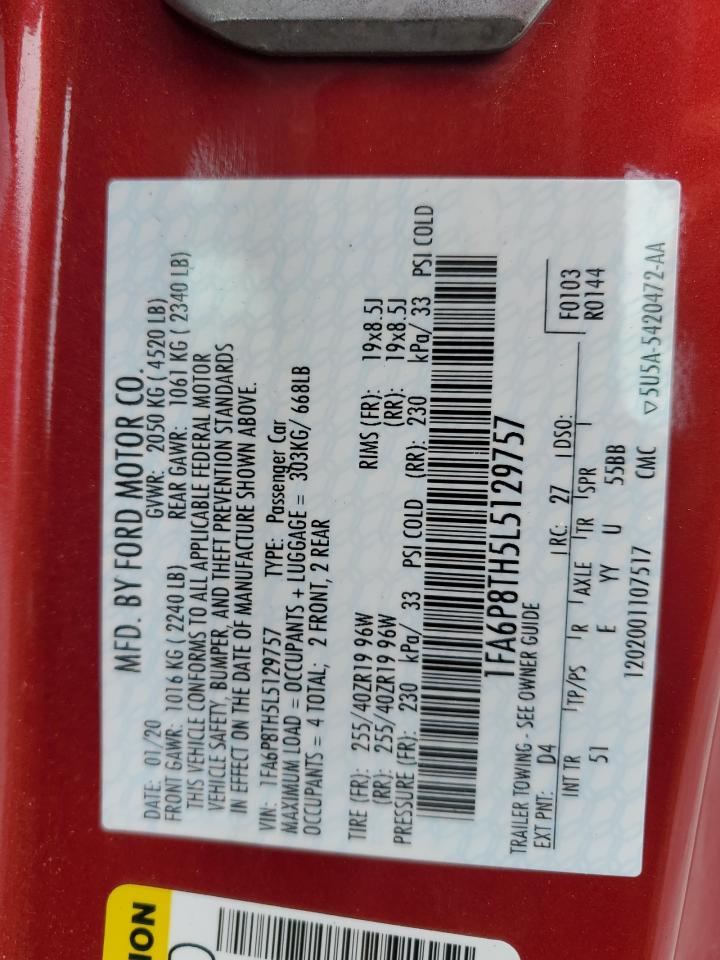 MFD. BY FORD MOTOR CO.
DATE: 01/20 GVWR: 2050 KG ( 4520 LB)
FRONT GAWR: 1016 KG ( 2240 LB) REAR GAWR: 1061 KG ( 2340 LB)
THIS VEHICLE CONFORMS TO ALL APPLICABLE FEDERAL MOTOR
VEHICLE SAFETY, BUMPER, AND THEFT PREVENTION STANDARDS
IN EFFECT ON THE DATE OF MANUFACTURE SHOWN ABOVE.
VIN: 1FA6P8TH5L5129757 TYPE: Passenger Car
MAXIMUM LOAD = OCCUPANTS + LUGGAGE = 303KG/ 668LB
OCCUPANTS = 4 TOTAL; 2 FRONT, 2 REAR
TIRE (FR): 255/40ZR19 96W RIMS (FR): 19x8.5J
(RR): 255/40ZR19 96W (RR): 19x8.5J
PRESSURE (FR): 230 kPa/ 33 PSI COLD (RR): 230 kPa/ 33 PSI COLD
1FA6P8TH5L5129757
TRAILER TOWING - SEE OWNER GUIDE
EXT PNT: D4 RC: 27 DSO: F0103
R0144
INT TR TP/PS R AXLE TR SPR
51 E YY U 55BB
1202001107517 CMC ▽5U5A-5420472-AA
ION